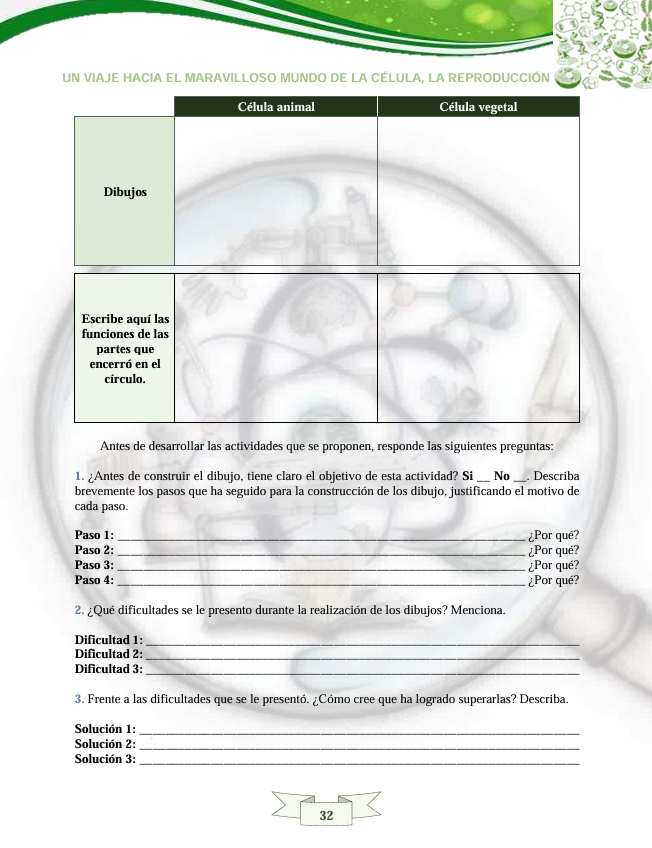 UN VIAJE HACIA EL MARAVILLOSO MUNDO DE LA CÉLULA, LA REPRODUCCIÓN
Célula animal Célula vegetal
Dibujos
Escribe aquí las
funciones de las
partes que
encerró en el
círculo.
Antes de desarrollar las actividades que se proponen, responde las siguientes preguntas:
1. ¿Antes de construir el dibujo, tiene claro el objetivo de esta actividad? Si __ No __. Describa
brevemente los pasos que ha seguido para la construcción de los dibujo, justificando el motivo de
cada paso.
Paso 1: ______________________________________________ ¿Por qué?
Paso 2: ______________________________________________ ¿Por qué?
Paso 3: ______________________________________________ ¿Por qué?
Paso 4: ______________________________________________ ¿Por qué?
2. ¿Qué dificultades se le presento durante la realización de los dibujos? Menciona.
Dificultad 1: ______________________________________________
Dificultad 2: ______________________________________________
Dificultad 3: ______________________________________________
3. Frente a las dificultades que se le presentó. ¿Cómo cree que ha logrado superarlas? Describa.
Solución 1: ______________________________________________
Solución 2: ______________________________________________
Solución 3: ______________________________________________
32